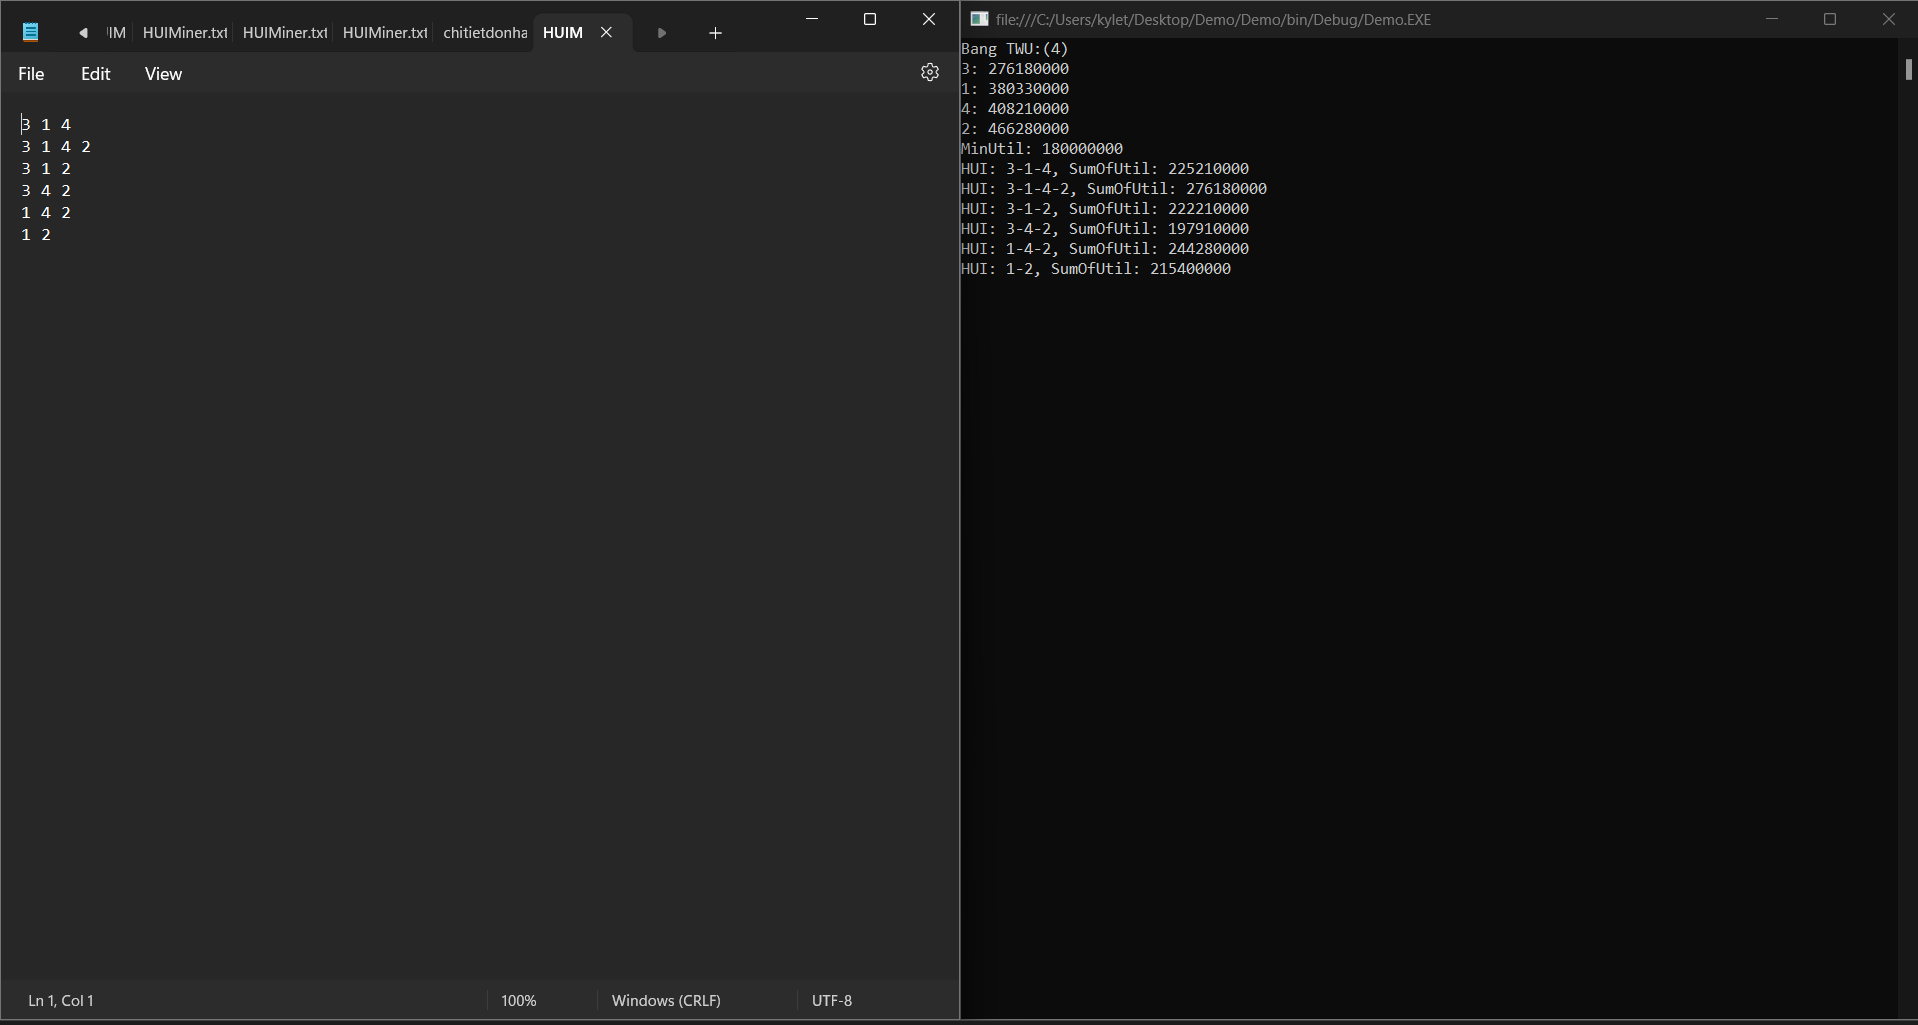 IM HUIMiner.txt HUIMiner.txt HUIMiner.txt chitietdonha HUIM
File Edit View
3 1 4
3 1 4 2
3 1 2
3 4 2
1 4 2
1 2
Ln 1, Col 1 100% Windows (CRLF) UTF-8
file:///C:/Users/kylet/Desktop/Demo/Demo/bin/Debug/Demo.EXE
Bang TWU:(4)
3: 276180000
1: 380330000
4: 408210000
2: 466280000
MinUtil: 180000000
HUI: 3-1-4, SumOfUtil: 225210000
HUI: 3-1-4-2, SumOfUtil: 276180000
HUI: 3-1-2, SumOfUtil: 222210000
HUI: 3-4-2, SumOfUtil: 197910000
HUI: 1-4-2, SumOfUtil: 244280000
HUI: 1-2, SumOfUtil: 215400000